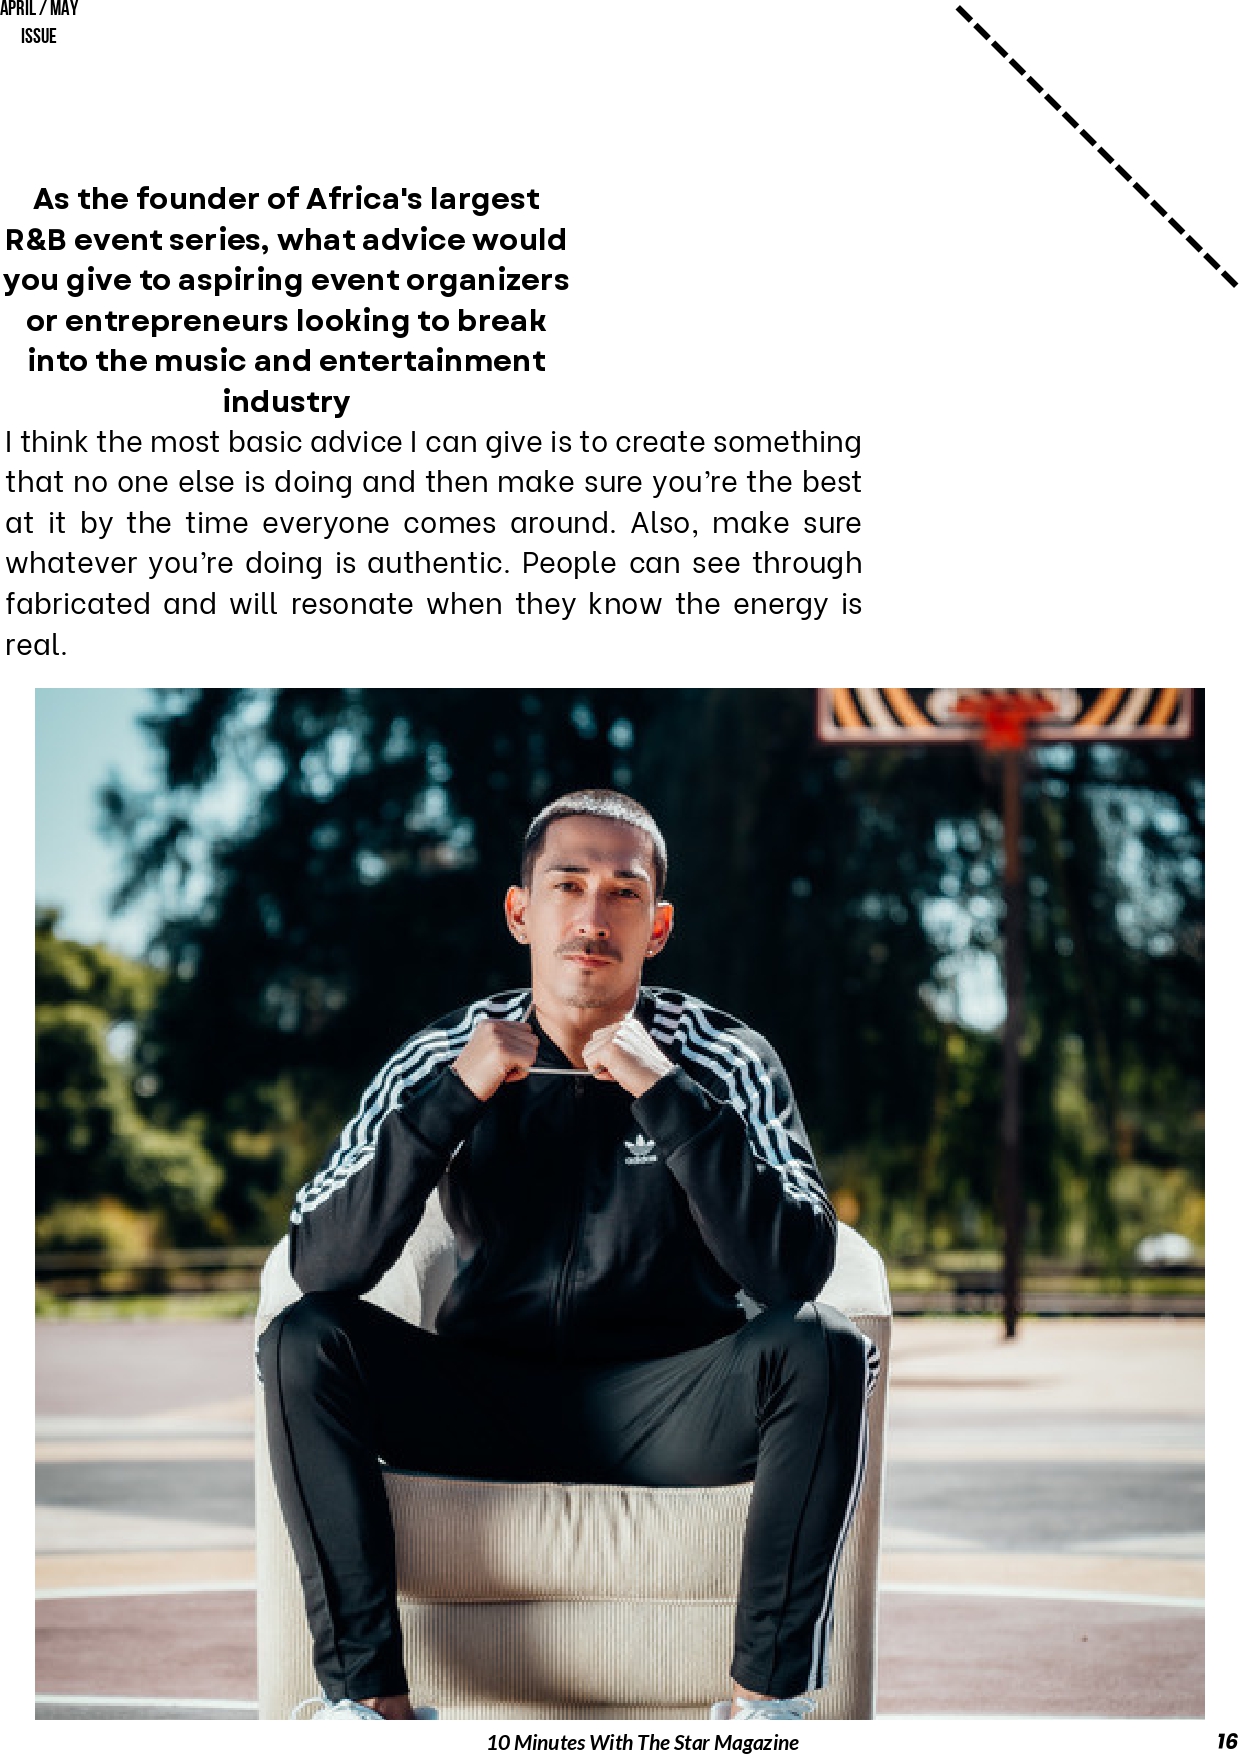 APRIL / MAY
ISSUE
As the founder of Africa's largest
R&B event series, what advice would
you give to aspiring event organizers
or entrepreneurs looking to break
into the music and entertainment
industry
I think the most basic advice I can give is to create something
that no one else is doing and then make sure you’re the best
at it by the time everyone comes around. Also, make sure
whatever you’re doing is authentic. People can see through
fabricated and will resonate when they know the energy is
real.
adidas
10 Minutes With The Star Magazine
16